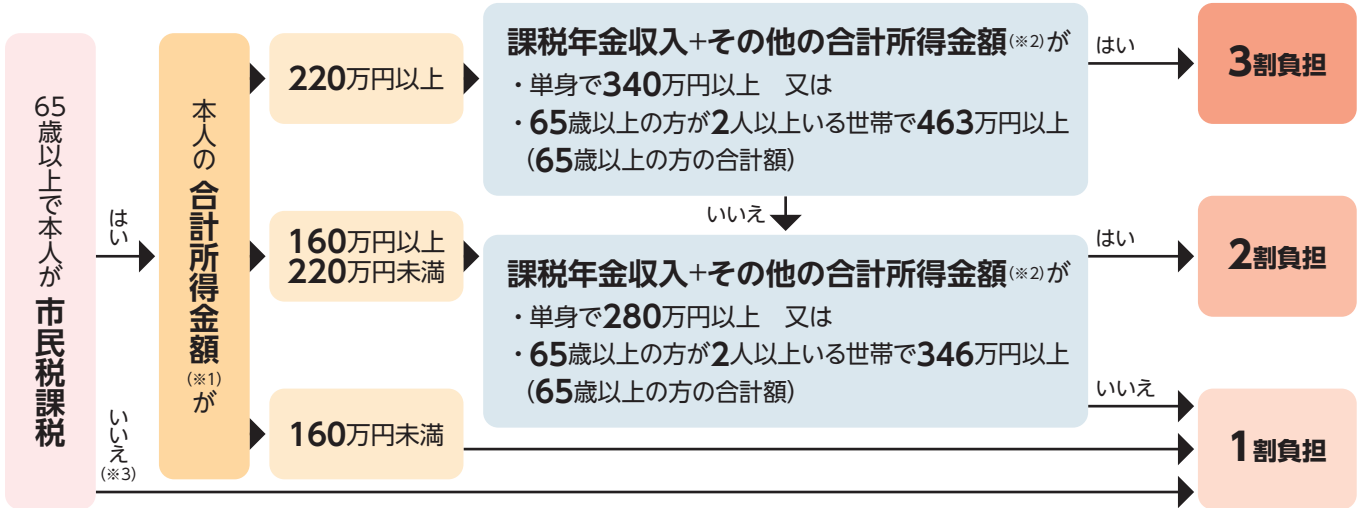 65歳以上で本人が市民税課税
はい
いいえ
(※3)
本人の合計所得金額(※1)が
220万円以上
課税年金収入+その他の合計所得金額(※2)が
・単身で340万円以上　又は
・65歳以上の方が2人以上いる世帯で463万円以上
(65歳以上の方の合計額)
はい
3割負担
いいえ
160万円以上
220万円未満
課税年金収入+その他の合計所得金額(※2)が
・単身で280万円以上　又は
・65歳以上の方が2人以上いる世帯で346万円以上
(65歳以上の方の合計額)
はい
2割負担
いいえ
160万円未満
1割負担